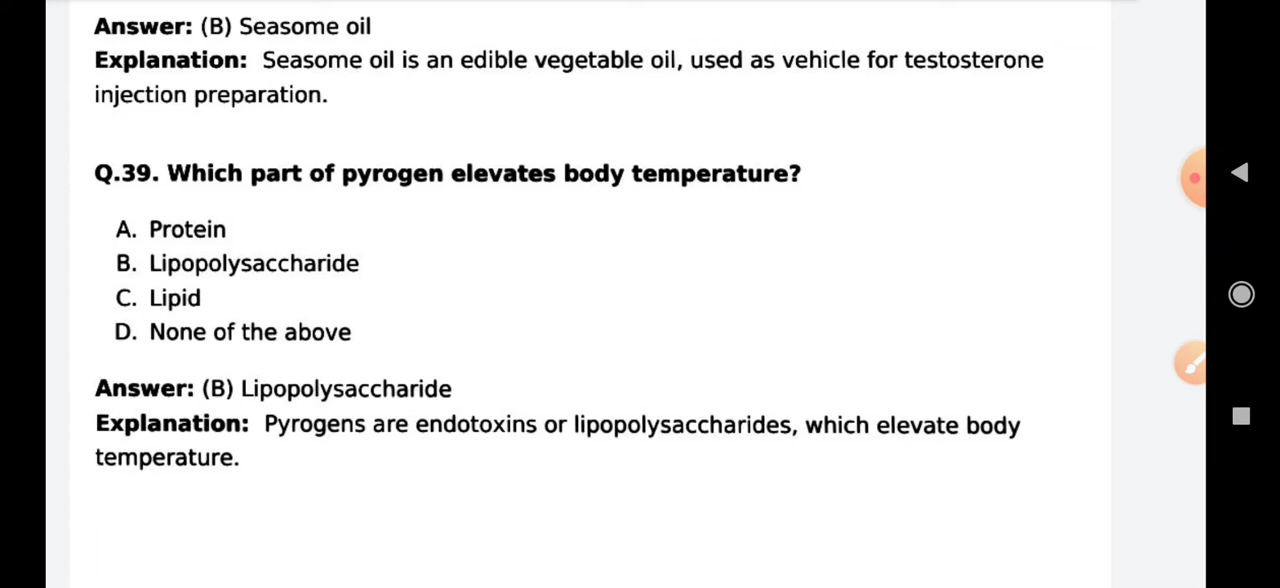 Answer: (B) Seasome oil
Explanation: Seasome oil is an edible vegetable oil, used as vehicle for testosterone
injection preparation.
Q.39. Which part of pyrogen elevates body temperature?
A. Protein
B. Lipopolysaccharide
C. Lipid
D. None of the above
Answer: (B) Lipopolysaccharide
Explanation: Pyrogens are endotoxins or lipopolysaccharides, which elevate body
temperature.